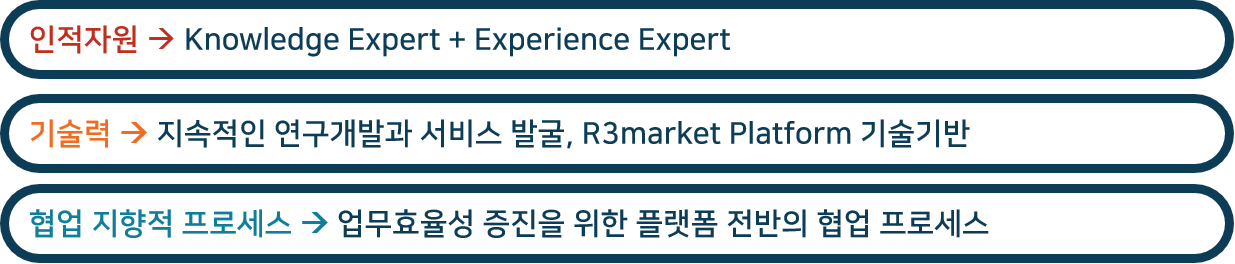 인적자원 → Knowledge Expert + Experience Expert
기술력 → 지속적인 연구개발과 서비스 발굴, R3market Platform 기술기반
협업 지향적 프로세스 → 업무효율성 증진을 위한 플랫폼 전반의 협업 프로세스